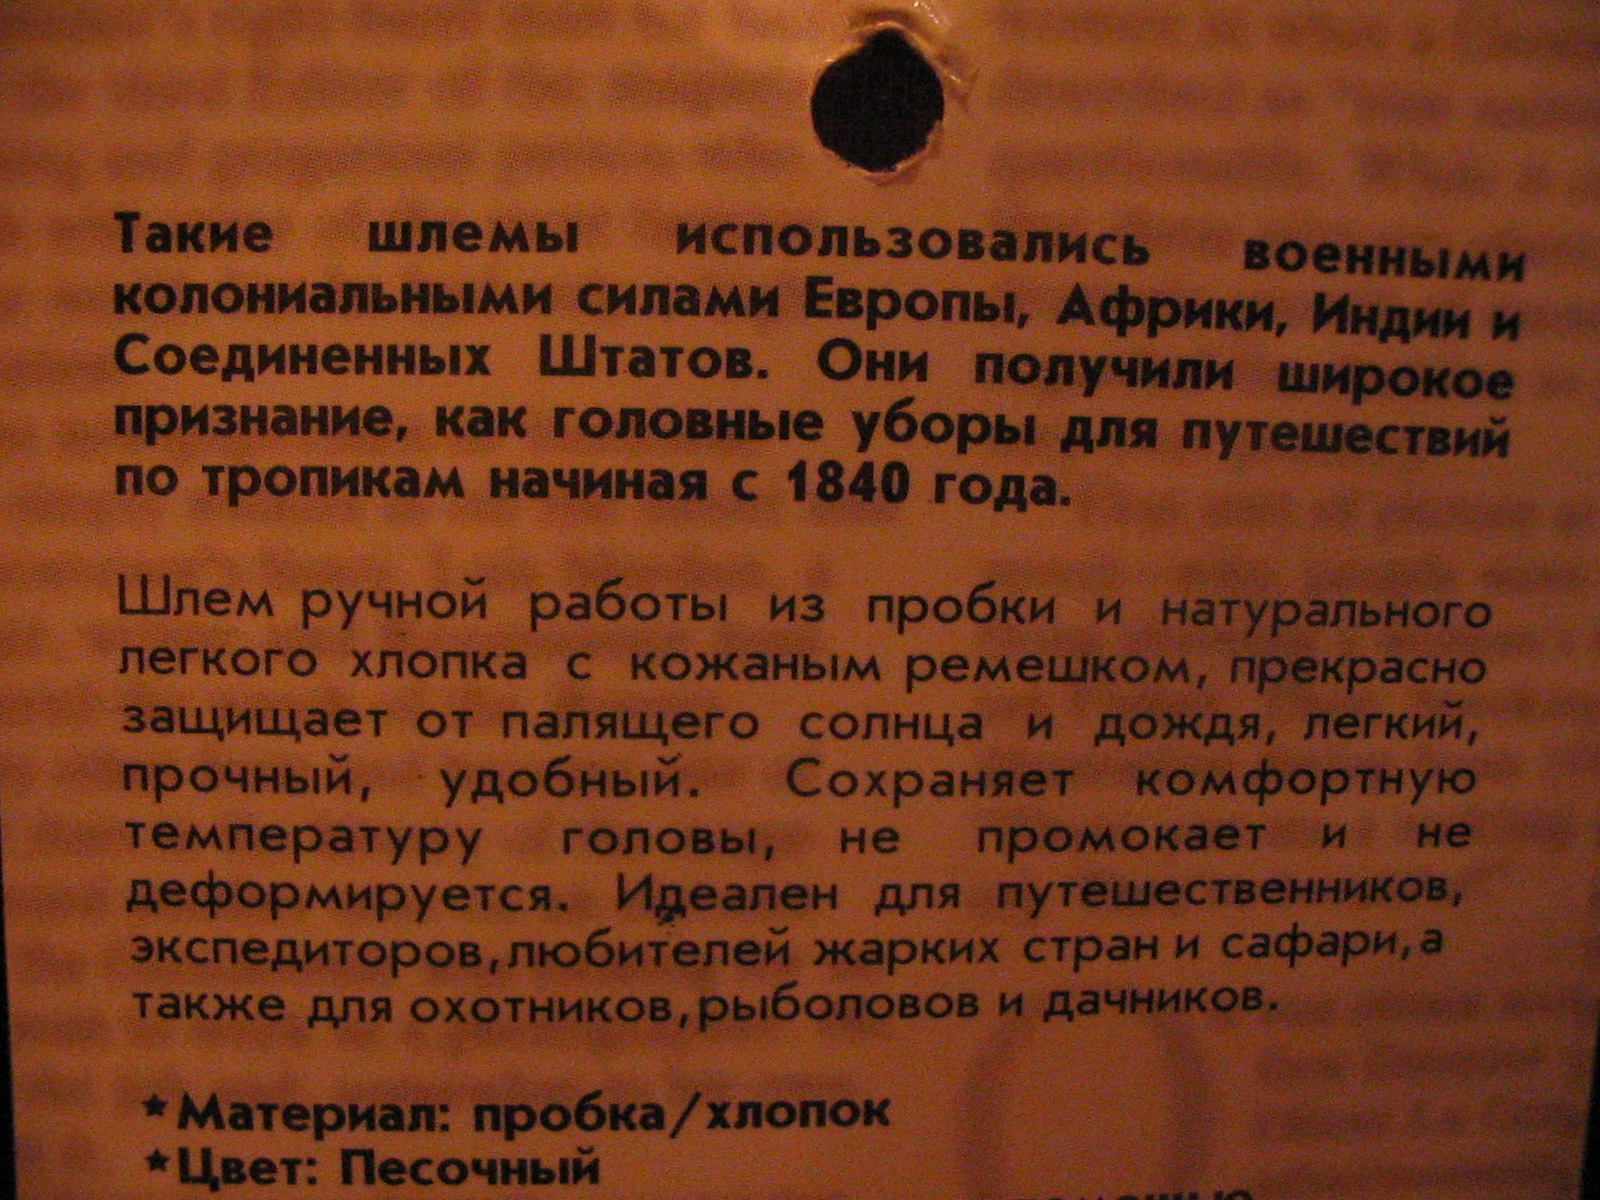 Такие шлемы использовались военными
колониальными силами Европы, Африки, Индии и
Соединенных Штатов. Они получили широкое
признание, как головные уборы для путешествий
по тропикам начиная с 1840 года.
Шлем ручной работы из пробки и натурального
легкого хлопка с кожаным ремешком, прекрасно
защищает от палящего солнца и дождя, легкий,
прочный, удобный. Сохраняет комфортную
температуру головы, не промокает и не
деформируется. Идеален для путешественников,
экспедиторов,любителей жарких стран и сафари,а
также для охотников,рыболовов и дачников.
★Материал: пробка/хлопок
★Цвет: Песочный